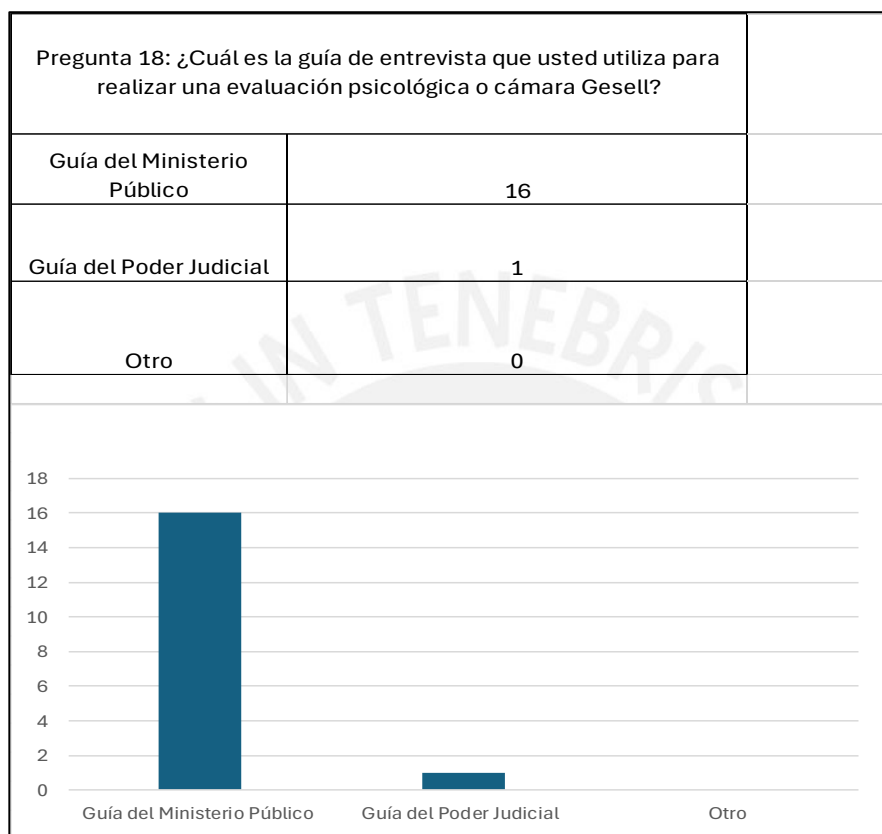 Pregunta 18: ¿Cuál es la guía de entrevista que usted utiliza para
realizar una evaluación psicológica o cámara Gesell?
Guía del Ministerio
Público
16
Guía del Poder Judicial
1
Otro
0
IN TENEBRIS
18
16
14
12
10
8
6
4
2
0
Guía del Ministerio Público
Guía del Poder Judicial
Otro